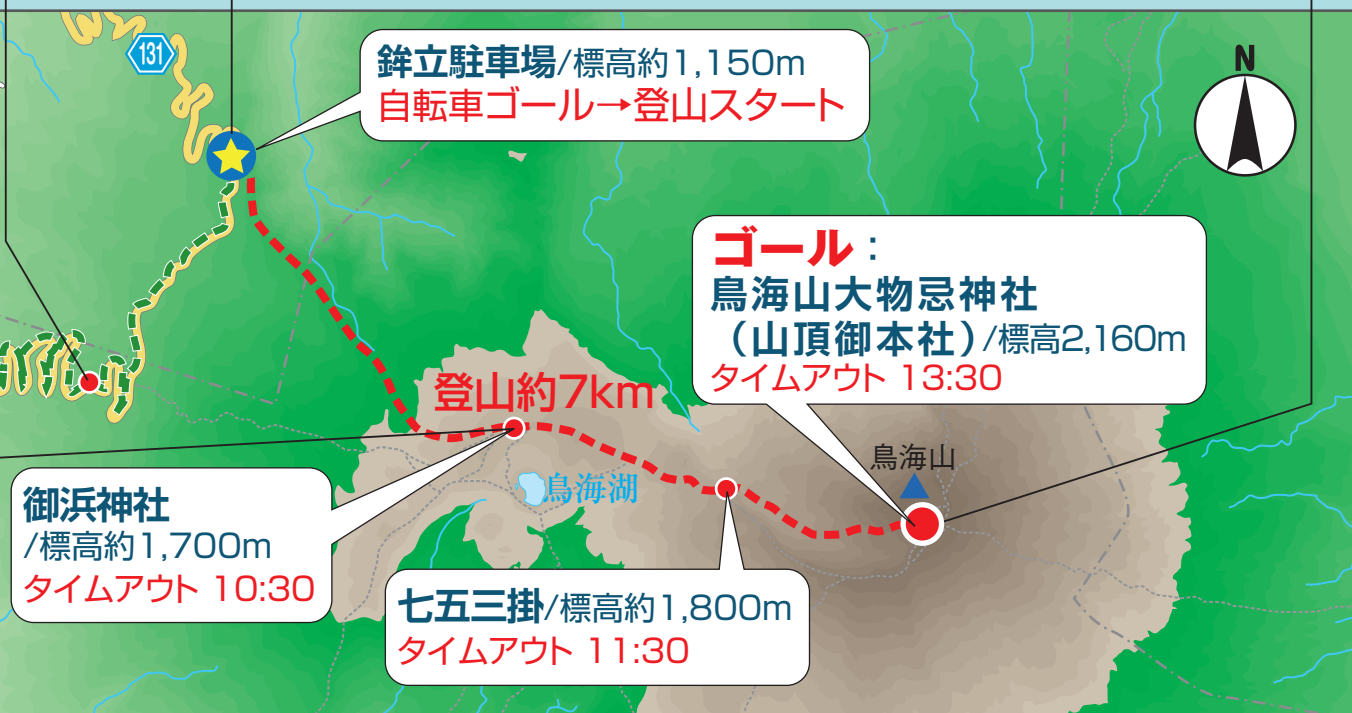 131
鉾立駐車場/標高約1,150m
自転車ゴール→登山スタート
N
ゴール：
鳥海山大物忌神社
（山頂御本社）/標高2,160m
タイムアウト 13:30
登山約7km
鳥海山
鳥海湖
御浜神社
/標高約1,700m
タイムアウト 10:30
七五三掛/標高約1,800m
タイムアウト 11:30